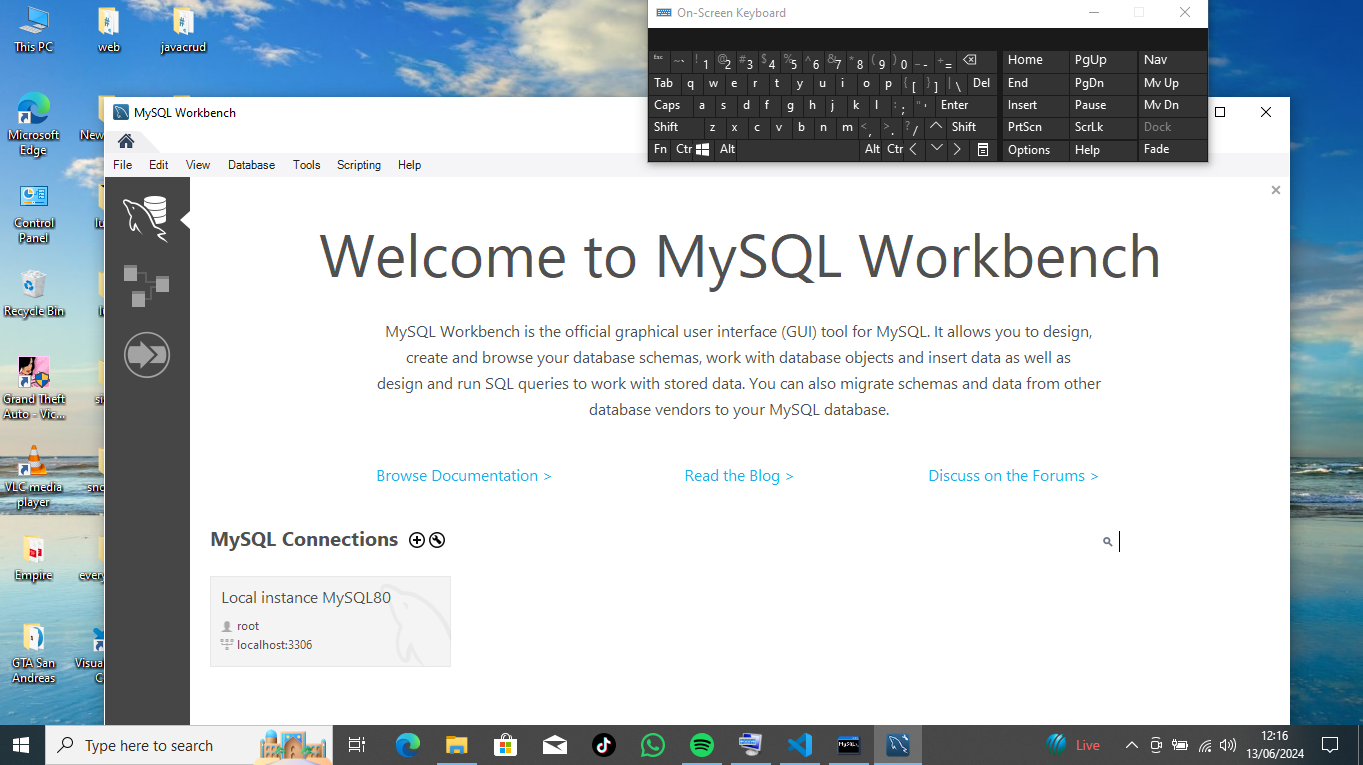 This PC
web
javacrud
Microsoft
Edge
New
Control
Panel
Recycle Bin
Grand Theft
Auto - Vic...
VLC media
player
Empire
GTA San
Andreas
On-Screen Keyboard
Esc ~ ` ! 1 @ 2 # 3 $ 4 % 5 ^ 6 & 7 * 8 ( 9 ) 0 _ - + = Home PgUp Nav
Tab q w e r t y u i o p { [ } ] | \ Del End PgDn Mv Up
Caps a s d f g h j k l : ; " ' Enter Insert Pause Mv Dn
Shift z x c v b n m < , > . ? / Shift PrtScn ScrLk Dock
Fn Ctr Alt Alt Ctr Options Help Fade
MySQL Workbench
File Edit View Database Tools Scripting Help
Welcome to MySQL Workbench
MySQL Workbench is the official graphical user interface (GUI) tool for MySQL. It allows you to design,
create and browse your database schemas, work with database objects and insert data as well as
design and run SQL queries to work with stored data. You can also migrate schemas and data from other
database vendors to your MySQL database.
Browse Documentation > Read the Blog > Discuss on the Forums >
MySQL Connections
Local instance MySQL80
root
localhost:3306
Type here to search
Live
12:16
13/06/2024